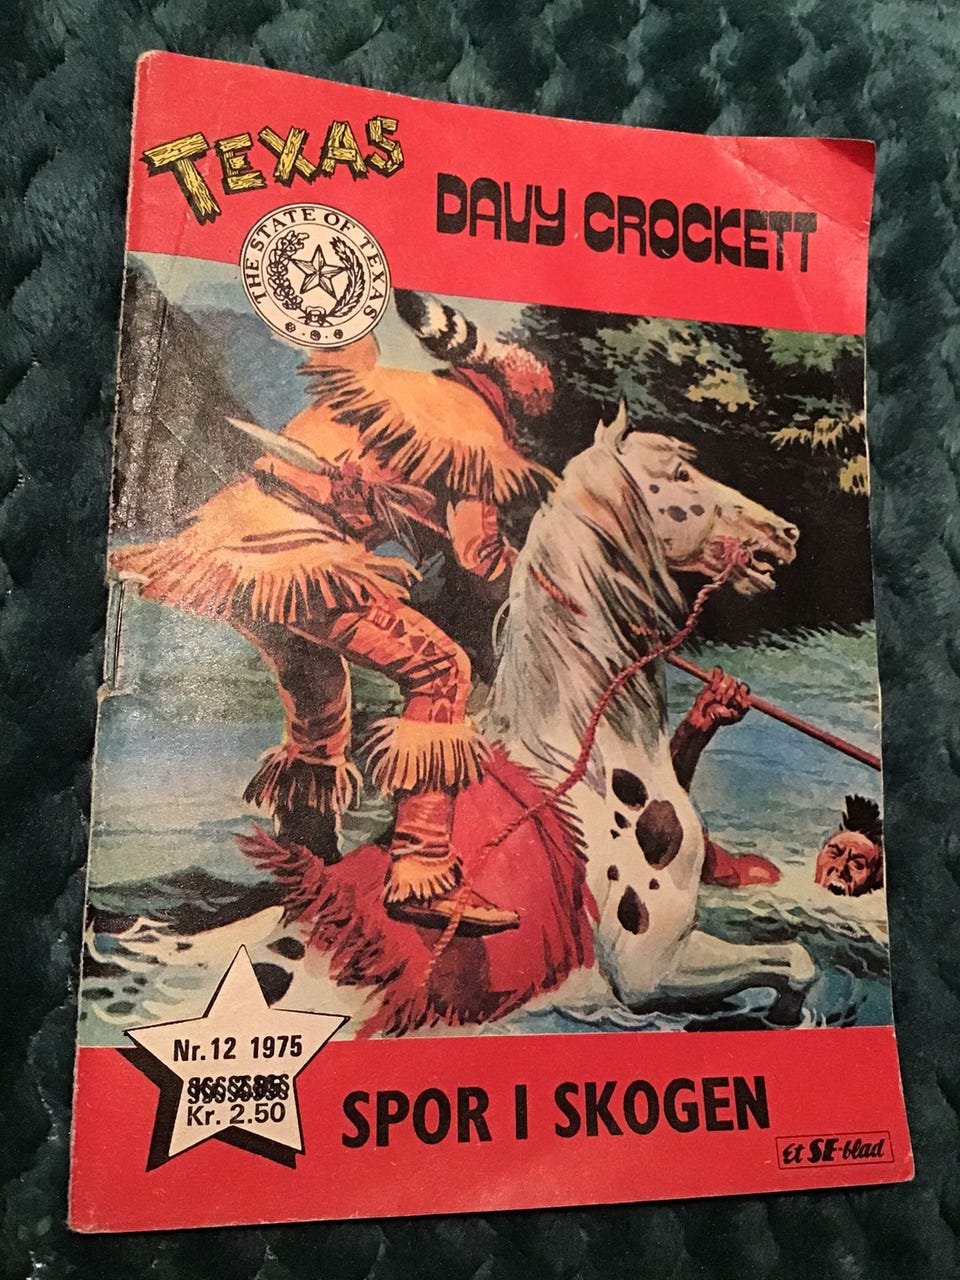 TEXAS
DAVY CROCKETT
THE STATE OF TEXAS
Nr. 12 1975
Kr. 2.50
SPOR I SKOGEN
Et SE-blad